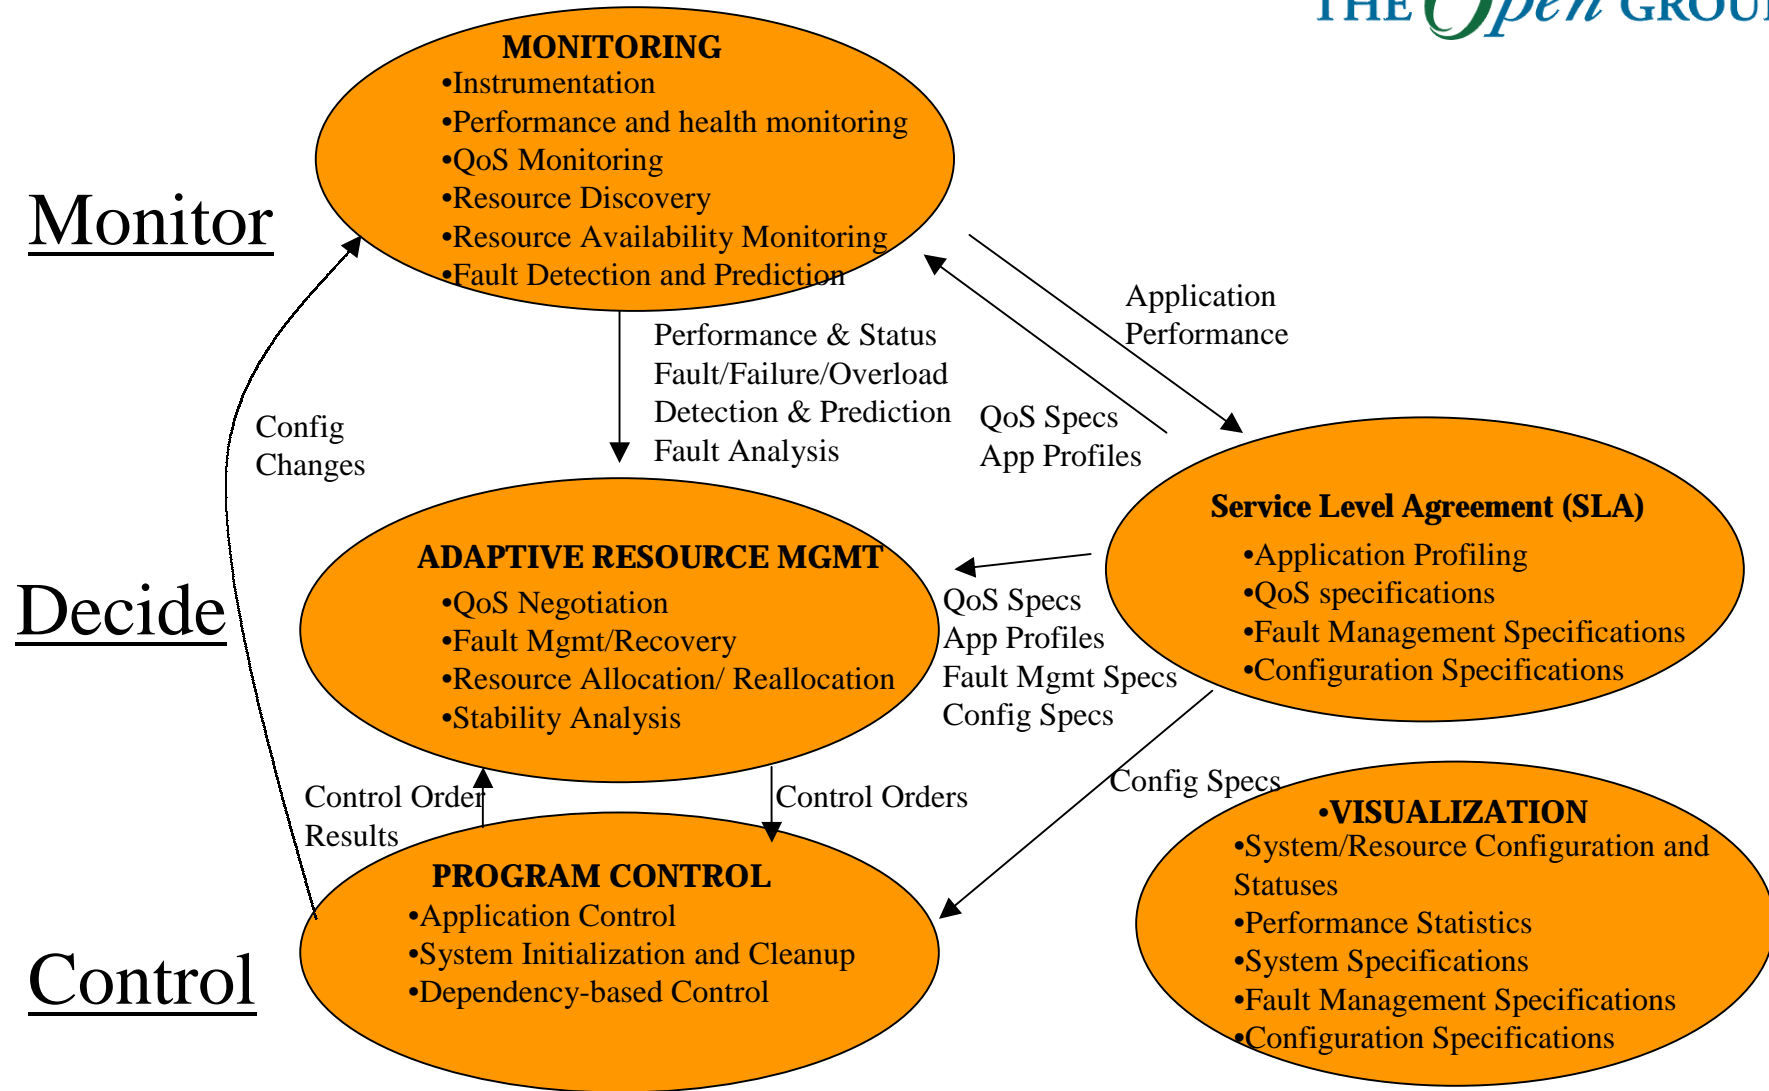 THE Open GROUP
MONITORING
•Instrumentation
•Performance and health monitoring
•QoS Monitoring
•Resource Discovery
•Resource Availability Monitoring
•Fault Detection and Prediction
Monitor
Application
Performance
Performance & Status
Fault/Failure/Overload
Detection & Prediction
Fault Analysis
QoS Specs
App Profiles
Config
Changes
Service Level Agreement (SLA)
•Application Profiling
•QoS specifications
•Fault Management Specifications
•Configuration Specifications
Decide
ADAPTIVE RESOURCE MGMT
•QoS Negotiation
•Fault Mgmt/Recovery
•Resource Allocation/ Reallocation
•Stability Analysis
QoS Specs
App Profiles
Fault Mgmt Specs
Config Specs
Control Order
Results
Control Orders
Config Specs
•VISUALIZATION
•System/Resource Configuration and
Statuses
•Performance Statistics
•System Specifications
•Fault Management Specifications
•Configuration Specifications
Control
PROGRAM CONTROL
•Application Control
•System Initialization and Cleanup
•Dependency-based Control